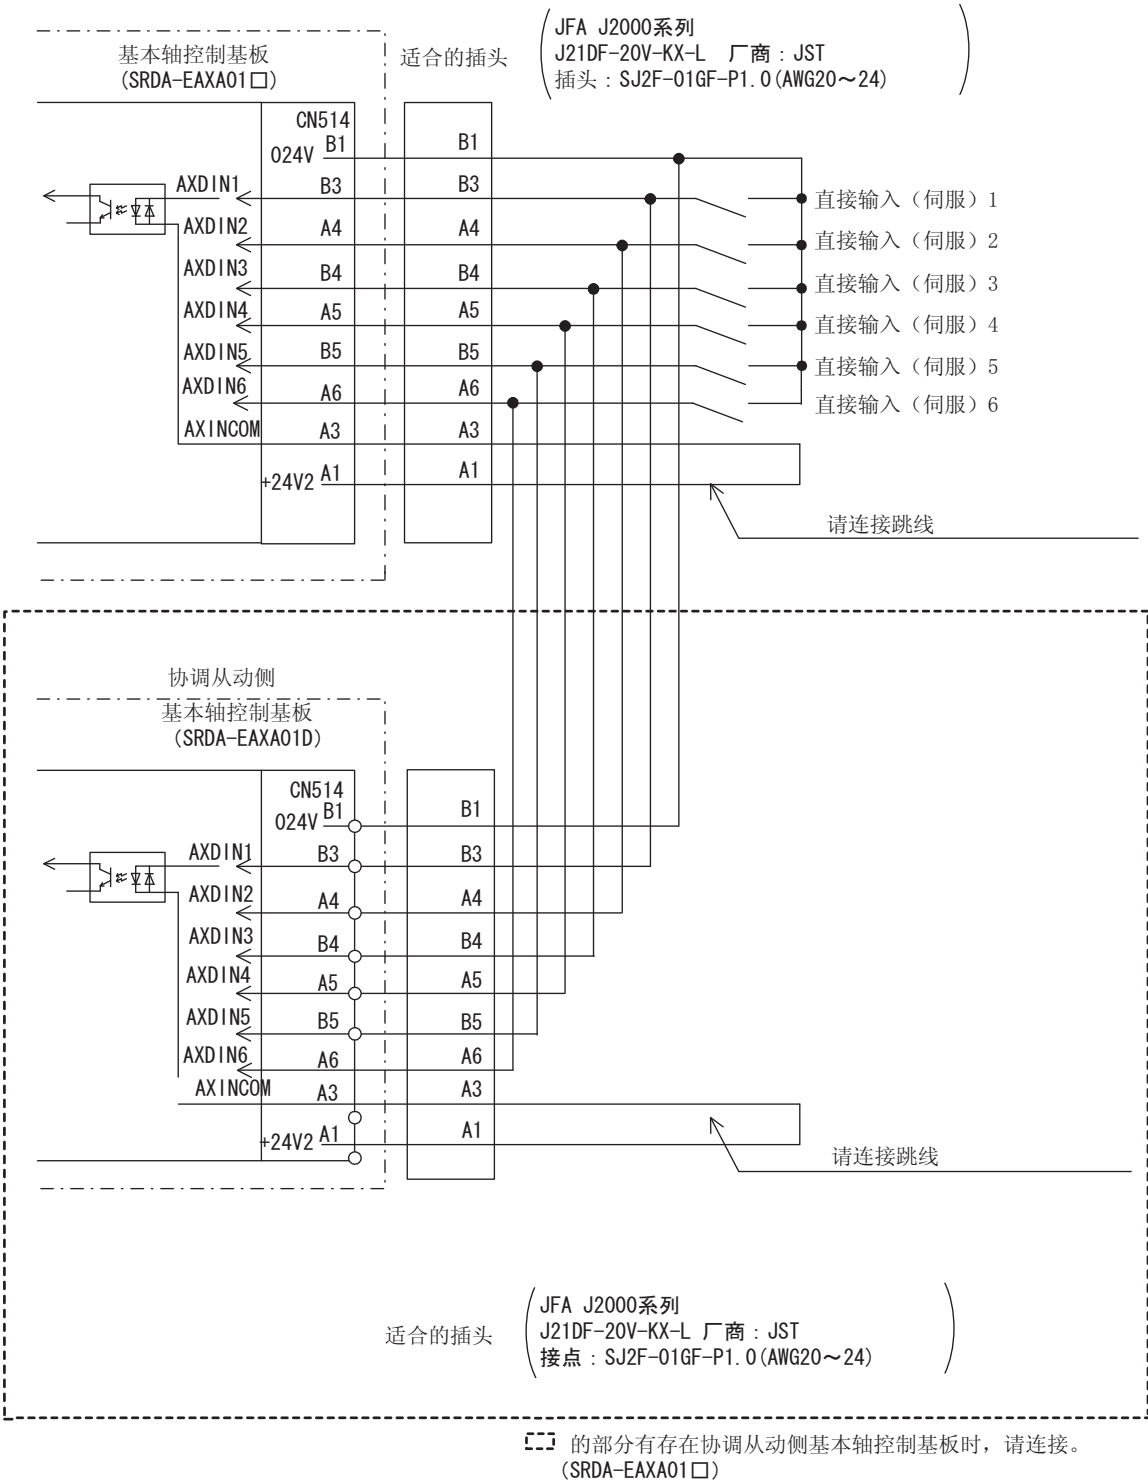 JFA J2000系列
J21DF-20V-KX-L 厂商：JST
插头：SJ2F-01GF-P1.0(AWG20～24)
适合的插头
基本轴控制基板
(SRDA-EAXA01□)
CN514
024V B1 B1
AXDIN1 B3 B3 直接输入（伺服）1
AXDIN2 A4 A4 直接输入（伺服）2
AXDIN3 B4 B4 直接输入（伺服）3
AXDIN4 A5 A5 直接输入（伺服）4
AXDIN5 B5 B5 直接输入（伺服）5
AXDIN6 A6 A6 直接输入（伺服）6
AXINCOM A3 A3
+24V2 A1 A1
请连接跳线
协调从动侧
基本轴控制基板
(SRDA-EAXA01D)
CN514
024V B1 B1
AXDIN1 B3 B3
AXDIN2 A4 A4
AXDIN3 B4 B4
AXDIN4 A5 A5
AXDIN5 B5 B5
AXDIN6 A6 A6
AXINCOM A3 A3
+24V2 A1 A1
请连接跳线
适合的插头
JFA J2000系列
J21DF-20V-KX-L 厂商：JST
接点：SJ2F-01GF-P1.0(AWG20～24)
的部分有存在协调从动侧基本轴控制基板时，请连接。
(SRDA-EAXA01□)